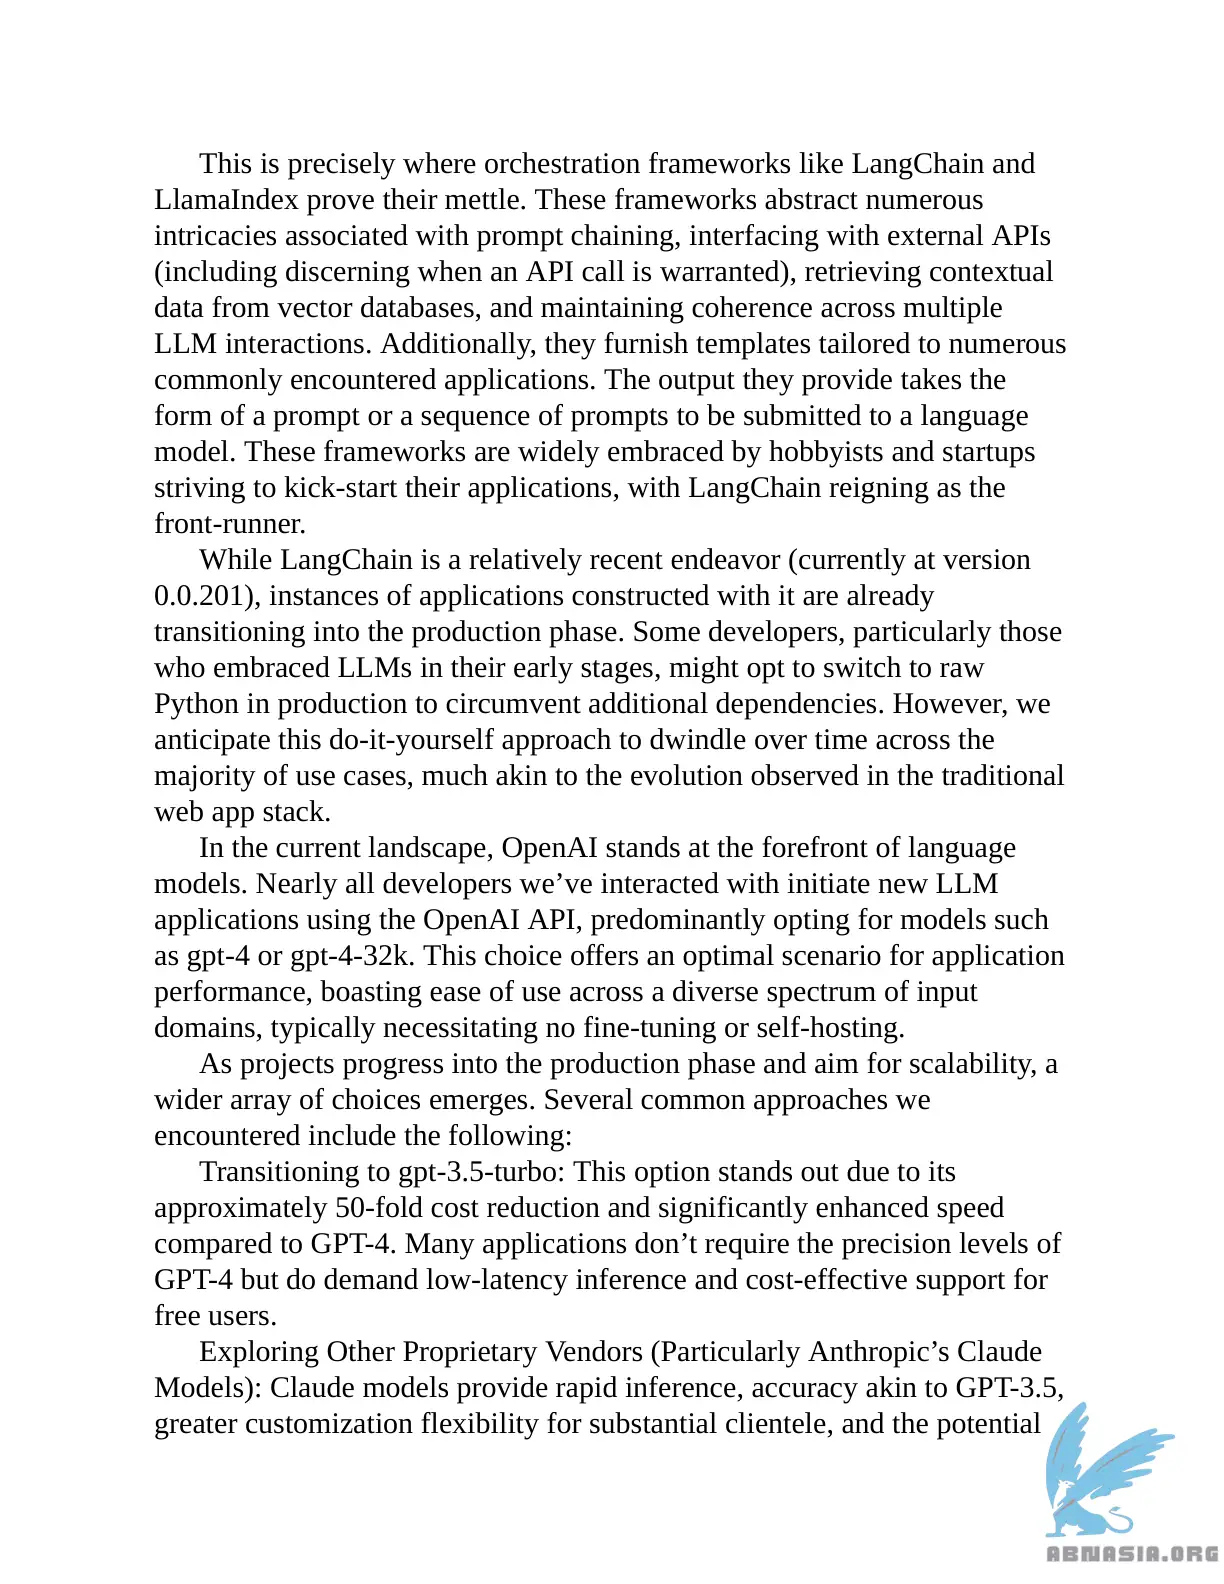 This is precisely where orchestration frameworks like LangChain and
LlamaIndex prove their mettle. These frameworks abstract numerous
intricacies associated with prompt chaining, interfacing with external APIs
(including discerning when an API call is warranted), retrieving contextual
data from vector databases, and maintaining coherence across multiple
LLM interactions. Additionally, they furnish templates tailored to numerous
commonly encountered applications. The output they provide takes the
form of a prompt or a sequence of prompts to be submitted to a language
model. These frameworks are widely embraced by hobbyists and startups
striving to kick-start their applications, with LangChain reigning as the
front-runner.
While LangChain is a relatively recent endeavor (currently at version
0.0.201), instances of applications constructed with it are already
transitioning into the production phase. Some developers, particularly those
who embraced LLMs in their early stages, might opt to switch to raw
Python in production to circumvent additional dependencies. However, we
anticipate this do-it-yourself approach to dwindle over time across the
majority of use cases, much akin to the evolution observed in the traditional
web app stack.
In the current landscape, OpenAI stands at the forefront of language
models. Nearly all developers we’ve interacted with initiate new LLM
applications using the OpenAI API, predominantly opting for models such
as gpt-4 or gpt-4-32k. This choice offers an optimal scenario for application
performance, boasting ease of use across a diverse spectrum of input
domains, typically necessitating no fine-tuning or self-hosting.
As projects progress into the production phase and aim for scalability, a
wider array of choices emerges. Several common approaches we
encountered include the following:
Transitioning to gpt-3.5-turbo: This option stands out due to its
approximately 50-fold cost reduction and significantly enhanced speed
compared to GPT-4. Many applications don’t require the precision levels of
GPT-4 but do demand low-latency inference and cost-effective support for
free users.
Exploring Other Proprietary Vendors (Particularly Anthropic’s Claude
Models): Claude models provide rapid inference, accuracy akin to GPT-3.5,
greater customization flexibility for substantial clientele, and the potential
ABNASIA.ORG